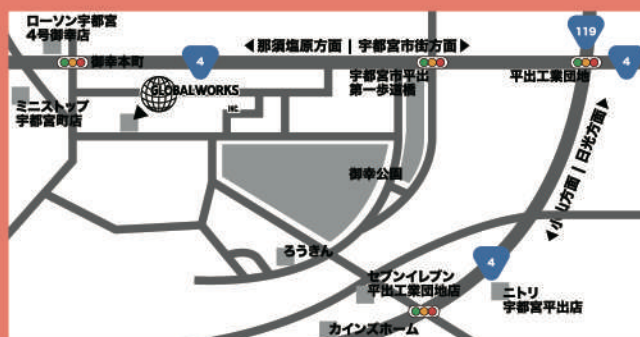 ローソン宇都宮
4号御幸店
御幸本町
4
◀那須塩原方面 | 宇都宮市街方面▶
119
4
宇都宮市平出
第一歩道橋
平出工業団地
ミニストップ
宇都宮町店
GLOBALWORKS
INC.
◀小山方面 | 日光方面▶
御幸公園
ろうきん
4
セブンイレブン
平出工業団地店
ニトリ
宇都宮平出店
カインズホーム